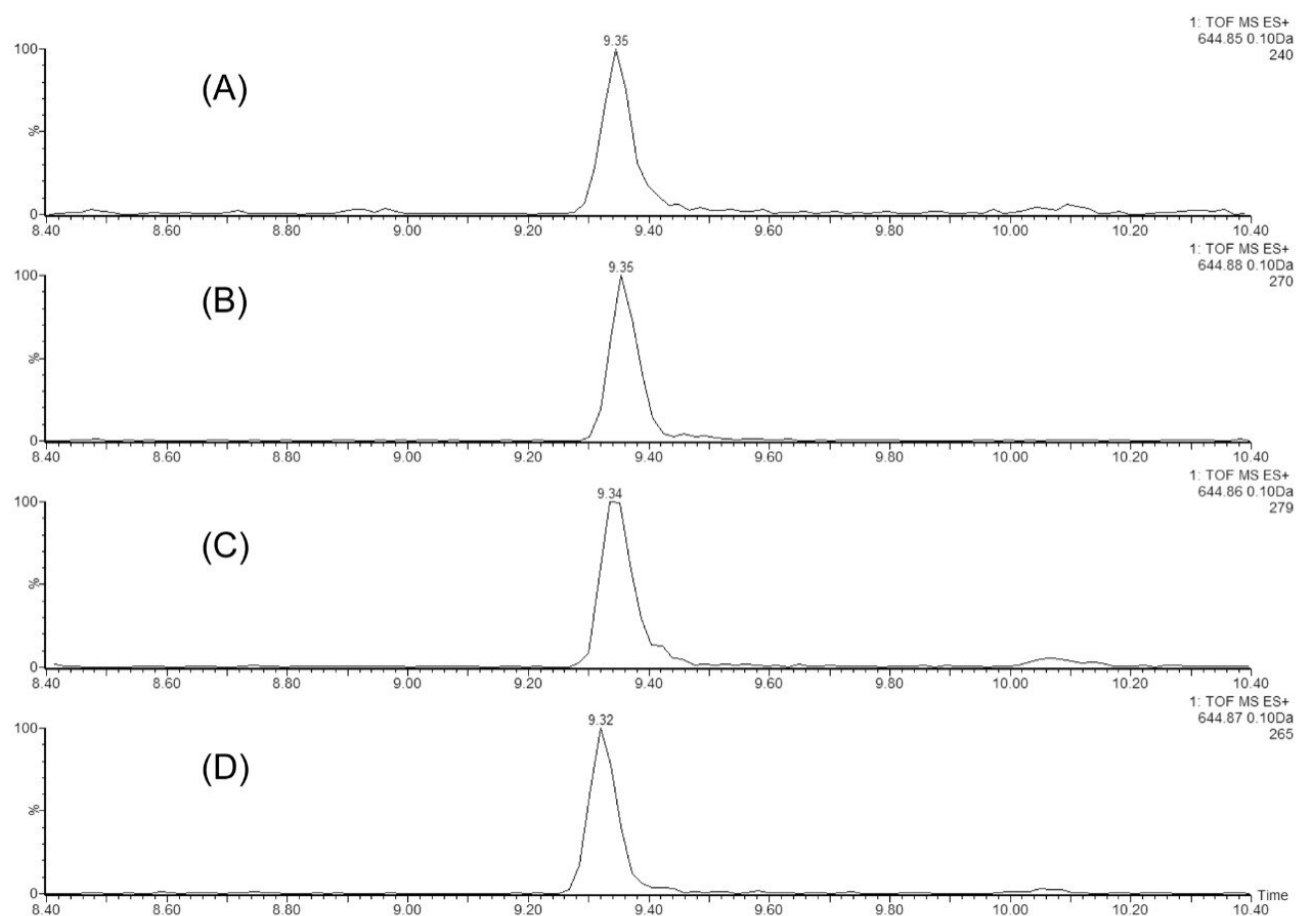 1: TOF MS ES+
644.85 0.10Da
240
9.35
100
(A)
%
0
8.40 8.60 8.80 9.00 9.20 9.40 9.60 9.80 10.00 10.20 10.40
1: TOF MS ES+
644.88 0.10Da
270
9.35
100
(B)
%
0
8.40 8.60 8.80 9.00 9.20 9.40 9.60 9.80 10.00 10.20 10.40
1: TOF MS ES+
644.86 0.10Da
279
9.34
100
(C)
%
0
8.40 8.60 8.80 9.00 9.20 9.40 9.60 9.80 10.00 10.20 10.40
1: TOF MS ES+
644.87 0.10Da
265
9.32
100
(D)
%
0
Time
8.40 8.60 8.80 9.00 9.20 9.40 9.60 9.80 10.00 10.20 10.40